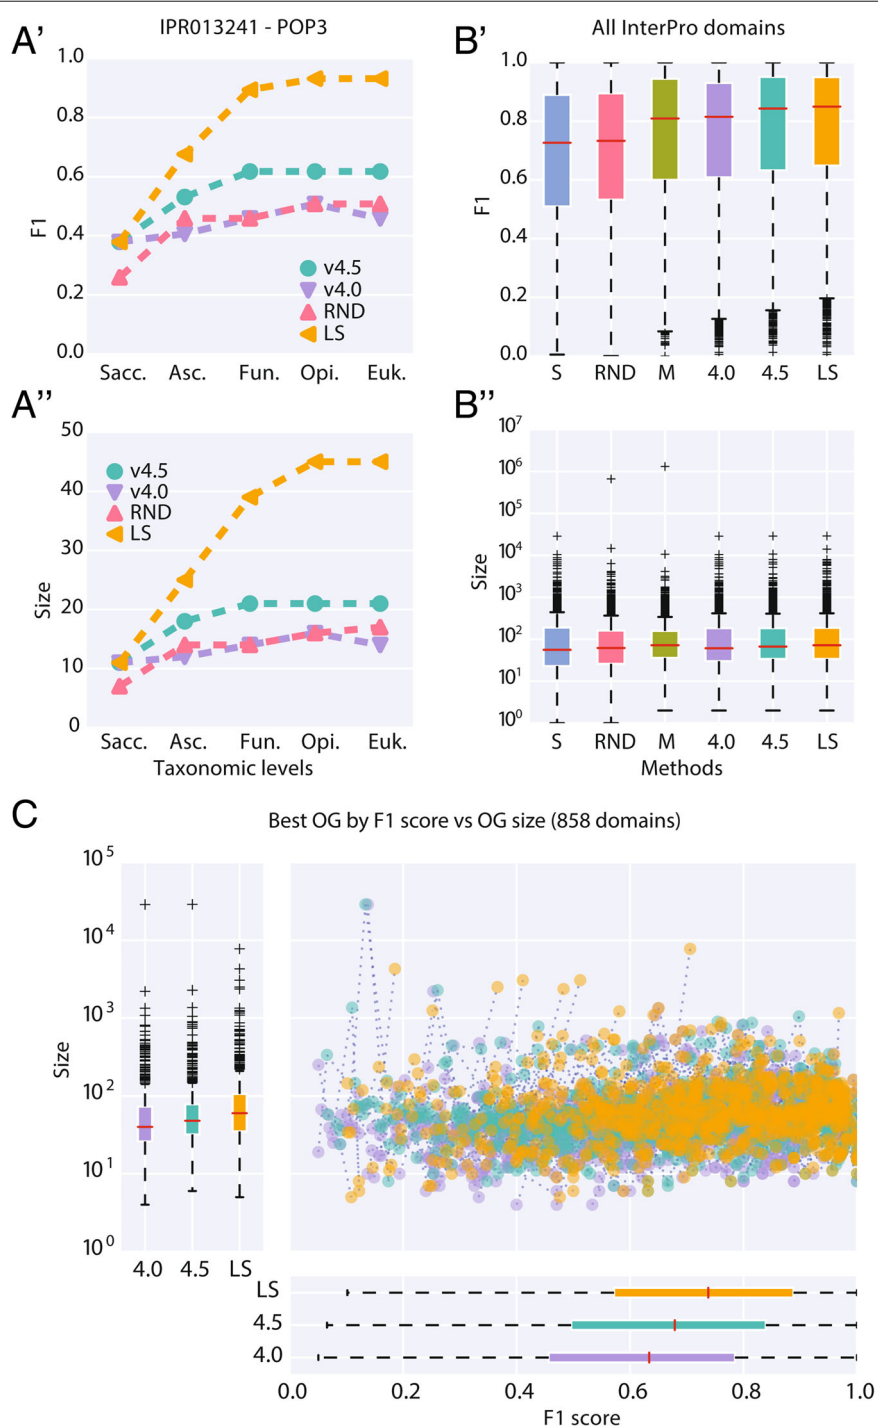 A’
IPR013241 - POP3
1.0
0.8
0.6
0.4
0.2
0.0
F1
v4.5
v4.0
RND
LS
Sacc. Asc. Fun. Opi. Euk.
B’
All InterPro domains
1.0
0.8
0.6
0.4
0.2
0.0
F1
S RND M 4.0 4.5 LS
A’’
50
40
30
20
10
0
Size
v4.5
v4.0
RND
LS
Sacc. Asc. Fun. Opi. Euk.
Taxonomic levels
B’’
10⁷
10⁶
10⁵
10⁴
10³
10²
10¹
10⁰
Size
S RND M 4.0 4.5 LS
Methods
C
Best OG by F1 score vs OG size (858 domains)
10⁵
10⁴
10³
10²
10¹
10⁰
Size
4.0 4.5 LS
LS
4.5
4.0
0.0 0.2 0.4 0.6 0.8 1.0
F1 score